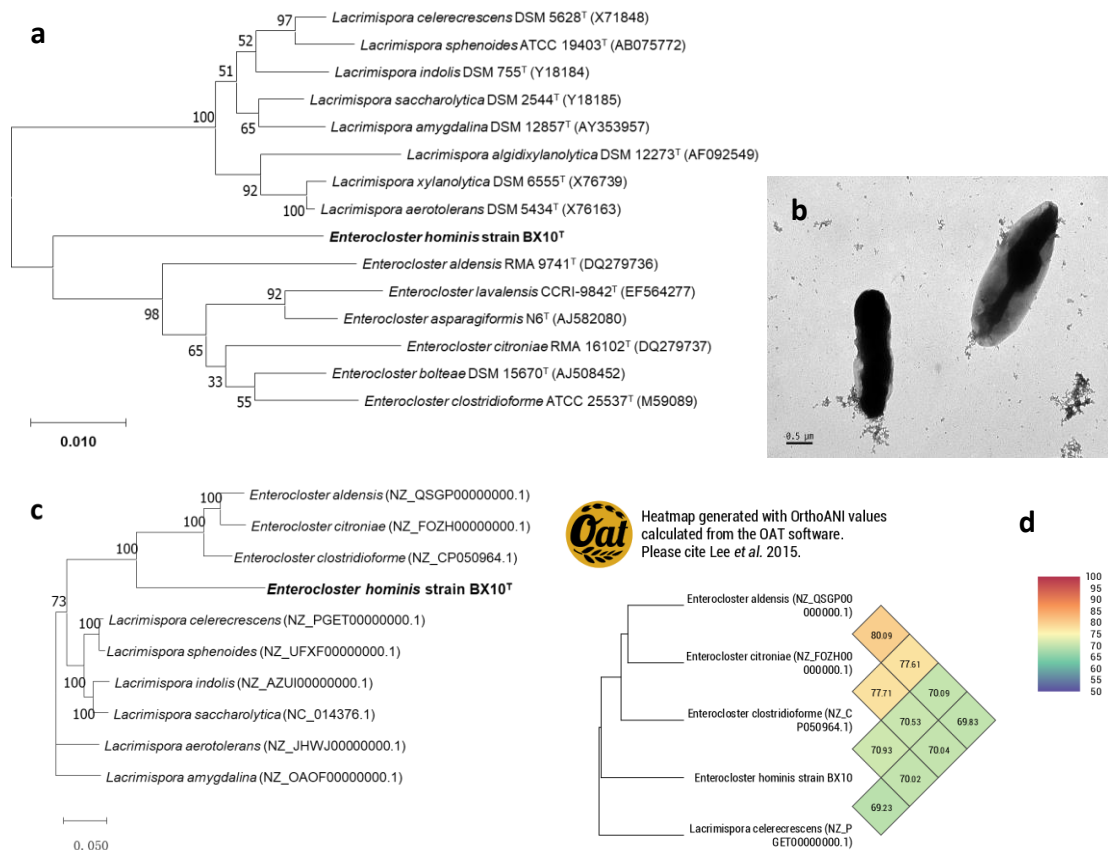 a
Lacrimispora celerecrescens DSM 5628ᵀ (X71848)
97
Lacrimispora sphenoides ATCC 19403ᵀ (AB075772)
52
Lacrimispora indolis DSM 755ᵀ (Y18184)
51
Lacrimispora saccharolytica DSM 2544ᵀ (Y18185)
100
65
Lacrimispora amygdalina DSM 12857ᵀ (AY353957)
Lacrimispora algidixylanolytica DSM 12273ᵀ (AF092549)
92
Lacrimispora xylanolytica DSM 6555ᵀ (X76739)
100
Lacrimispora aerotolerans DSM 5434ᵀ (X76163)
Enterocloster hominis strain BX10ᵀ
Enterocloster aldensis RMA 9741ᵀ (DQ279736)
98
92
Enterocloster lavalensis CCRI-9842ᵀ (EF564277)
Enterocloster asparagiformis N6ᵀ (AJ582080)
65
Enterocloster citroniae RMA 16102ᵀ (DQ279737)
33
Enterocloster bolteae DSM 15670ᵀ (AJ508452)
55
Enterocloster clostridioforme ATCC 25537ᵀ (M59089)
0.010
b
0.5 µm
c
100
Enterocloster aldensis (NZ_QSGP00000000.1)
100
Enterocloster citroniae (NZ_FOZH00000000.1)
100
Enterocloster clostridioforme (NZ_CP050964.1)
Enterocloster hominis strain BX10ᵀ
73
100
Lacrimispora celerecrescens (NZ_PGET00000000.1)
Lacrimispora sphenoides (NZ_UFXF00000000.1)
100
Lacrimispora indolis (NZ_AZUI00000000.1)
100
Lacrimispora saccharolytica (NC_014376.1)
Lacrimispora aerotolerans (NZ_JHWJ00000000.1)
Lacrimispora amygdalina (NZ_OAOF00000000.1)
0. 050
Oat
Heatmap generated with OrthoANI values
calculated from the OAT software.
Please cite Lee et al. 2015.
d
Enterocloster aldensis (NZ_QSGP00
000000.1)
Enterocloster citroniae (NZ_FOZH00
000000.1)
Enterocloster clostridioforme (NZ_C
P050964.1)
Enterocloster hominis strain BX10
Lacrimispora celerecrescens (NZ_P
GET00000000.1)
80.09
77.61
77.71
70.09
70.53
69.83
70.93
70.04
70.02
69.23
100
95
90
85
80
75
70
65
60
55
50